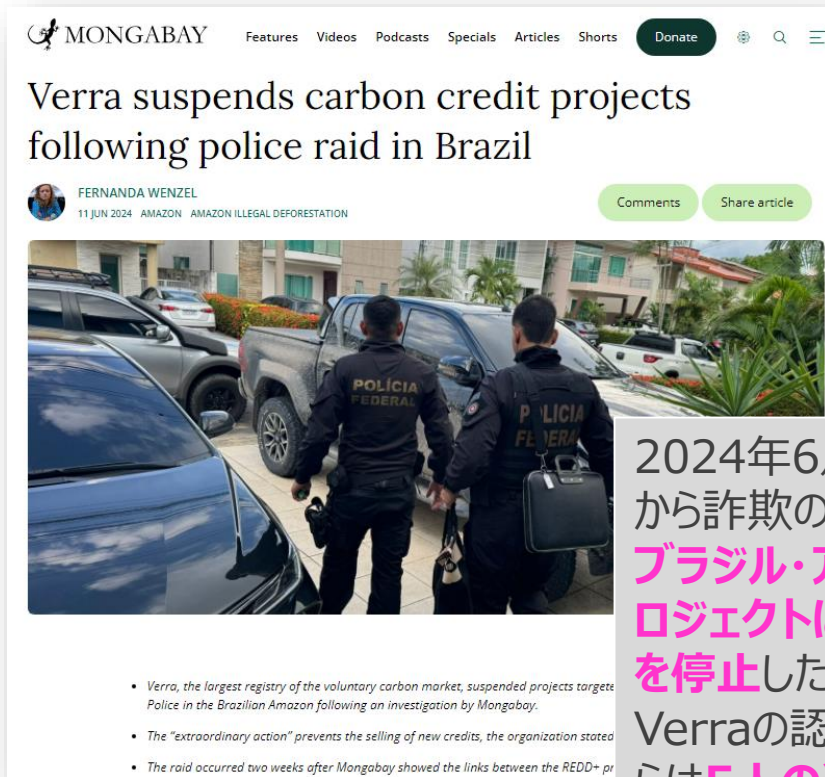 MONGABAY
Features Videos Podcasts Specials Articles Shorts Donate
Verra suspends carbon credit projects
following police raid in Brazil
FERNANDA WENZEL
11 JUN 2024 AMAZON AMAZON ILLEGAL DEFORESTATION
Comments Share article
POLÍCIA
FEDERAL
2024年6
から詐欺の
ブラジル・
ロジェクト
を停止した
Verraの認
Verra, the largest registry of the voluntary carbon market, suspended projects
Police in the Brazilian Amazon following an investigation by Mongabay.
The “extraordinary action” prevents the selling of new credits, the organization stated
The raid occurred two weeks after Mongabay showed the links between the REDD+